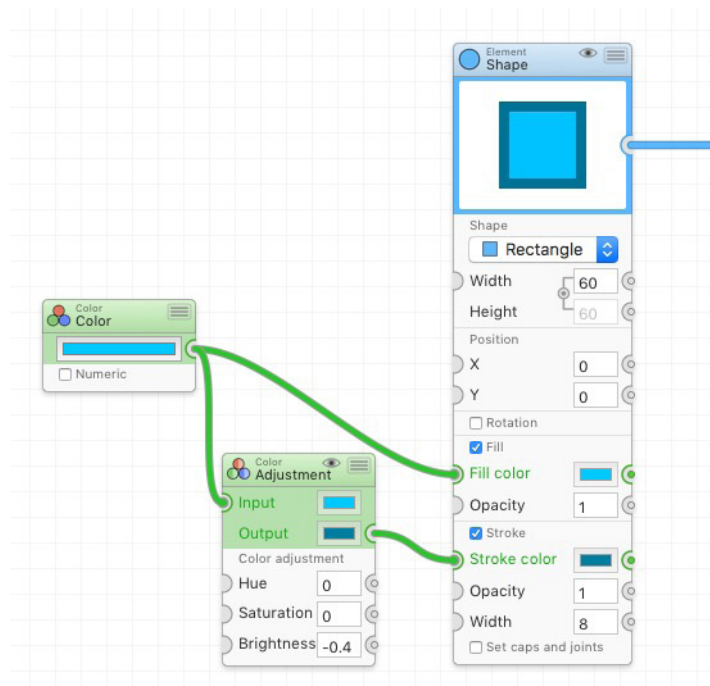 Element
Shape
Shape
Rectangle
Width 60
Height 60
Position
X 0
Y 0
Rotation
Fill
Fill color
Opacity 1
Stroke
Stroke color
Opacity 1
Width 8
Set caps and joints
Color
Color
Numeric
Color
Adjustment
Input
Output
Color adjustment
Hue 0
Saturation 0
Brightness -0.4